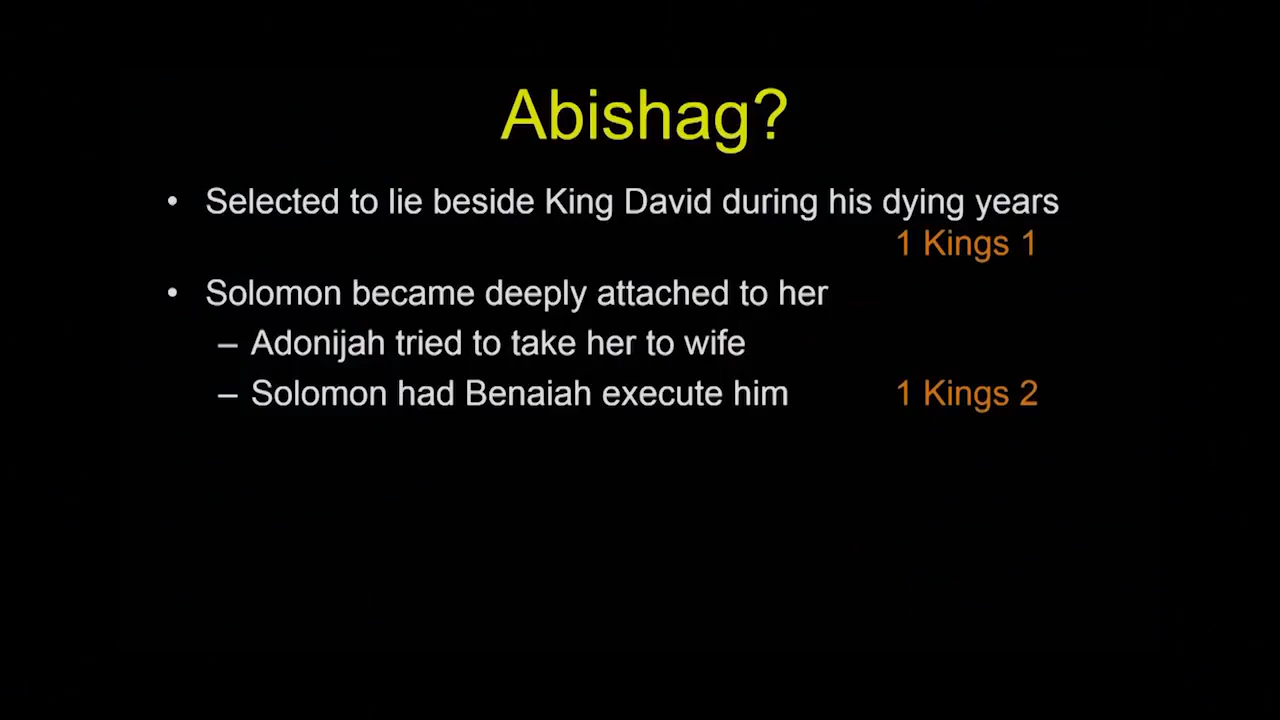 Abishag?
• Selected to lie beside King David during his dying years
1 Kings 1
• Solomon became deeply attached to her
– Adonijah tried to take her to wife
– Solomon had Benaiah execute him 1 Kings 2